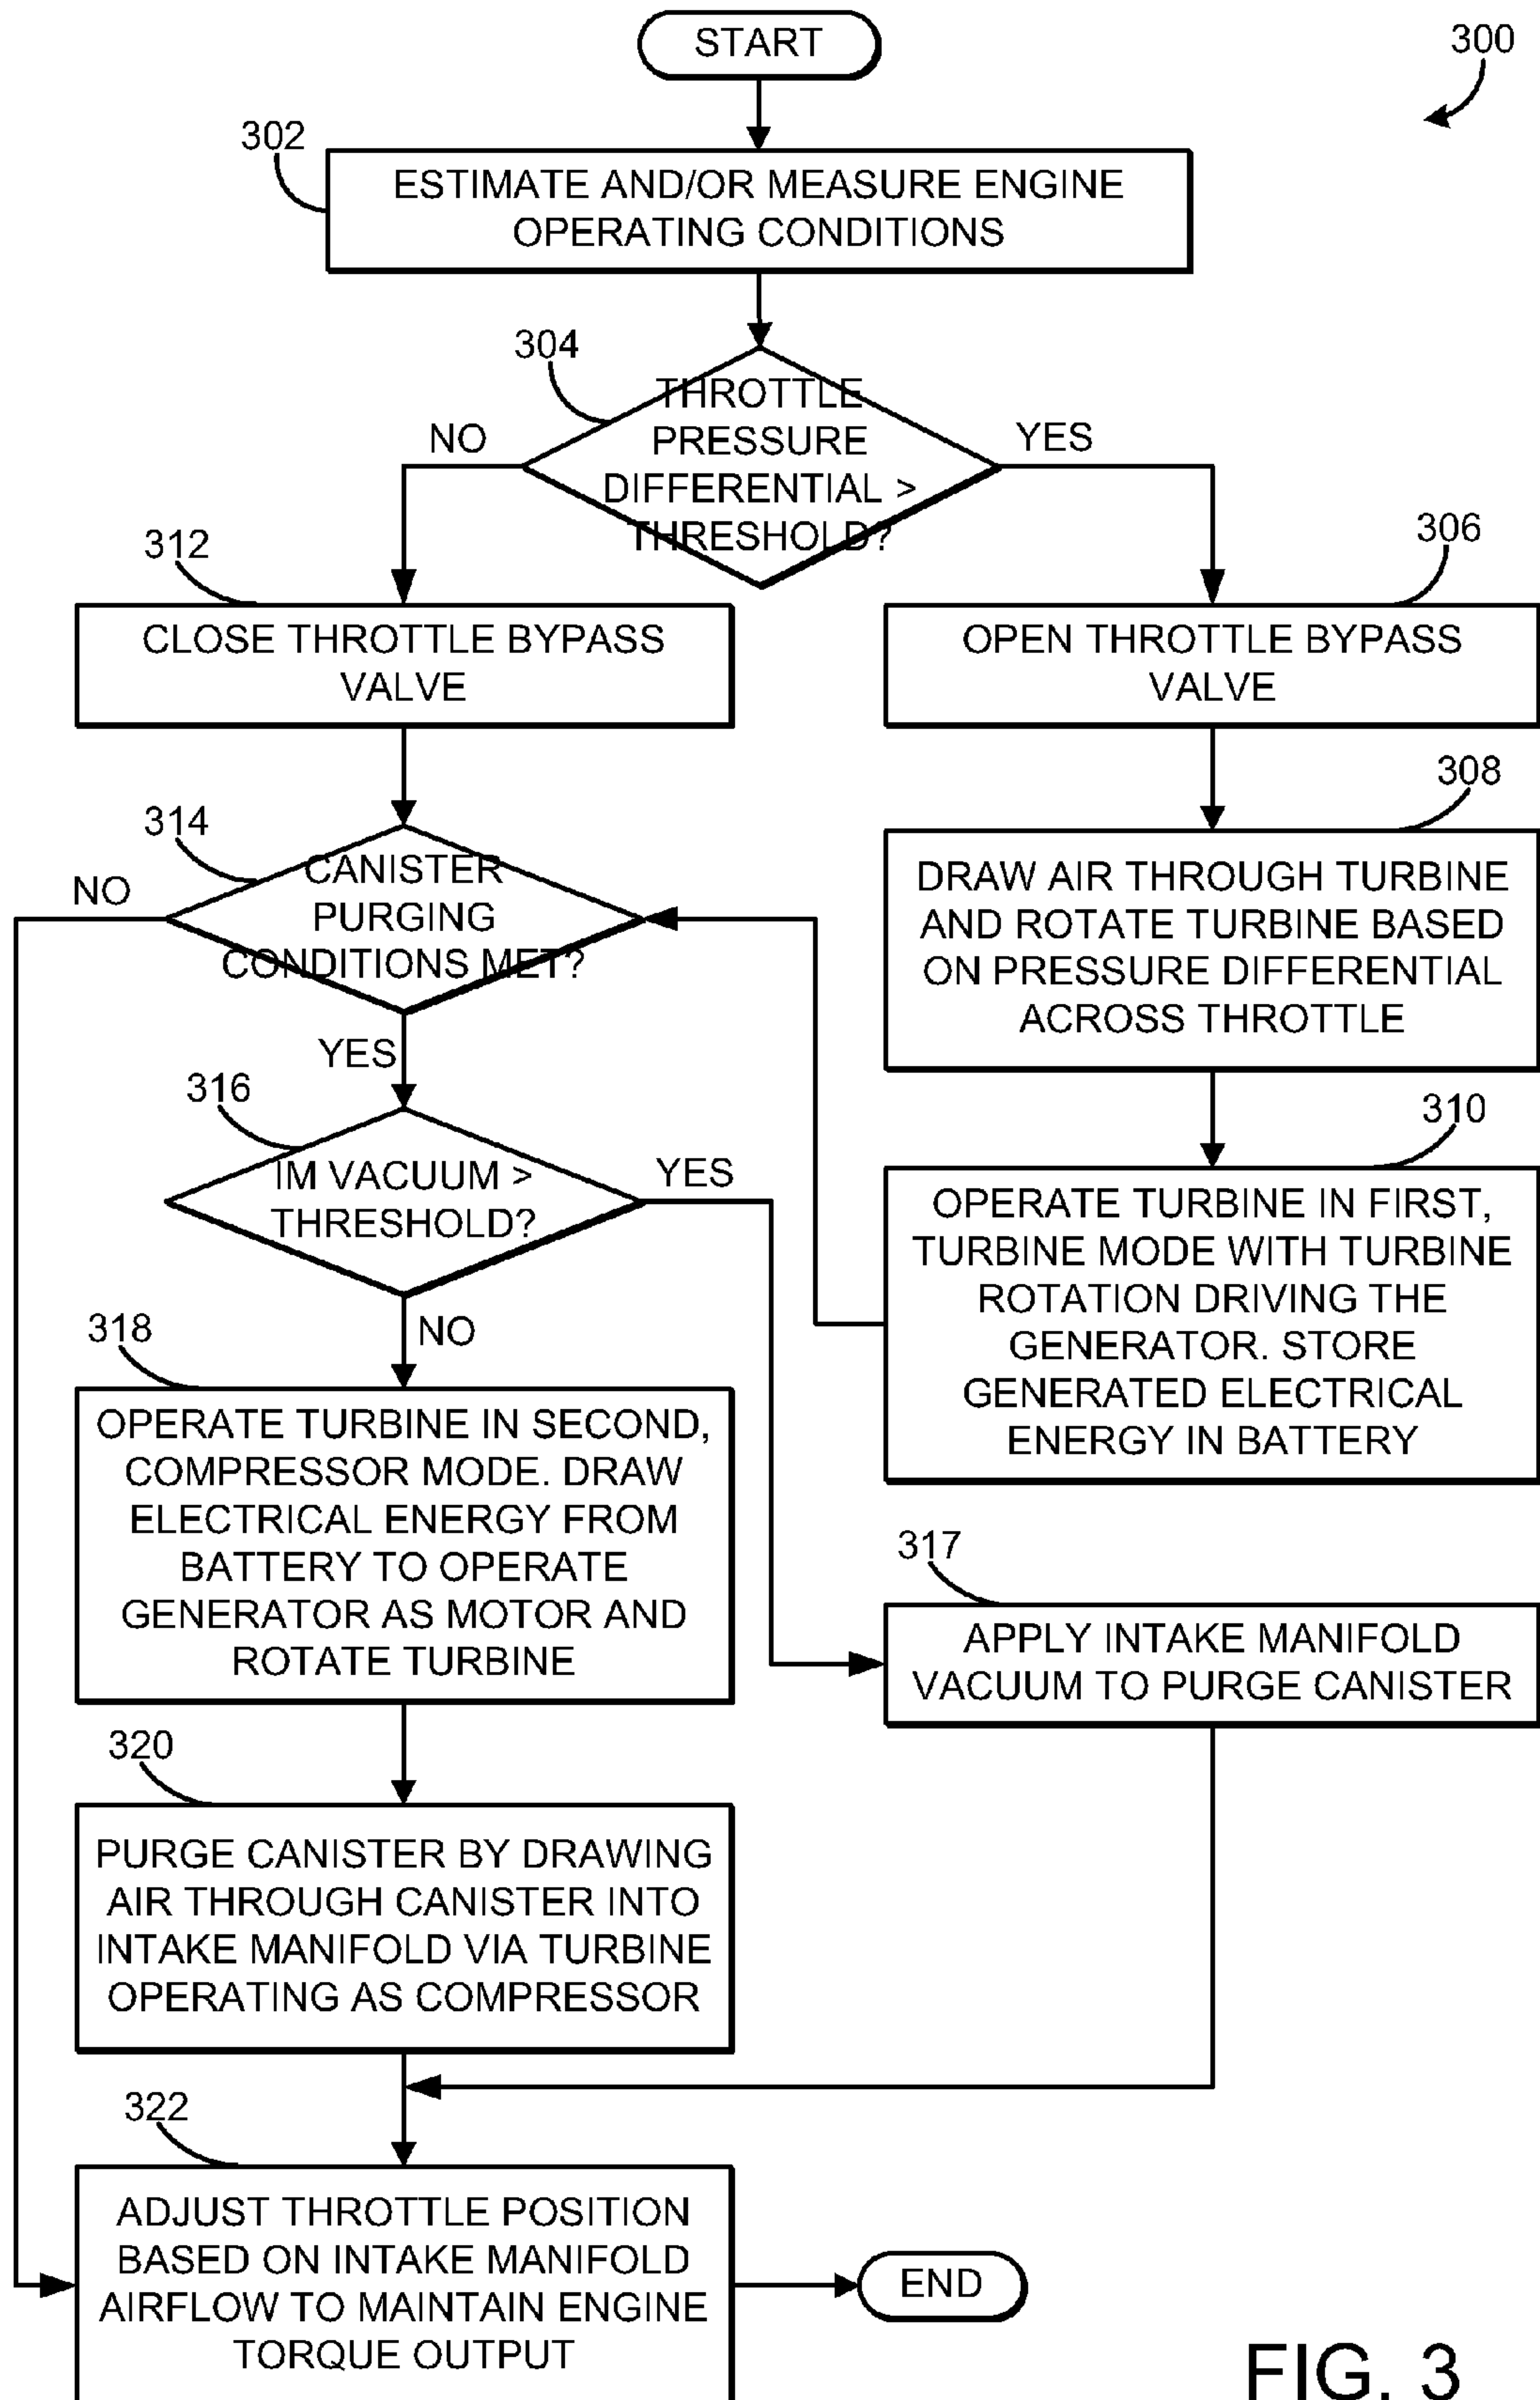 START
300
302
ESTIMATE AND/OR MEASURE ENGINE
OPERATING CONDITIONS
304
THROTTLE
PRESSURE
DIFFERENTIAL >
THRESHOLD?
NO
YES
312
CLOSE THROTTLE BYPASS
VALVE
306
OPEN THROTTLE BYPASS
VALVE
308
DRAW AIR THROUGH TURBINE
AND ROTATE TURBINE BASED
ON PRESSURE DIFFERENTIAL
ACROSS THROTTLE
314
CANISTER
PURGING
CONDITIONS MET?
NO
YES
310
OPERATE TURBINE IN FIRST,
TURBINE MODE WITH TURBINE
ROTATION DRIVING THE
GENERATOR. STORE
GENERATED ELECTRICAL
ENERGY IN BATTERY
316
IM VACUUM >
THRESHOLD?
YES
NO
318
OPERATE TURBINE IN SECOND,
COMPRESSOR MODE. DRAW
ELECTRICAL ENERGY FROM
BATTERY TO OPERATE
GENERATOR AS MOTOR AND
ROTATE TURBINE
317
APPLY INTAKE MANIFOLD
VACUUM TO PURGE CANISTER
320
PURGE CANISTER BY DRAWING
AIR THROUGH CANISTER INTO
INTAKE MANIFOLD VIA TURBINE
OPERATING AS COMPRESSOR
322
ADJUST THROTTLE POSITION
BASED ON INTAKE MANIFOLD
AIRFLOW TO MAINTAIN ENGINE
TORQUE OUTPUT
END
FIG. 3